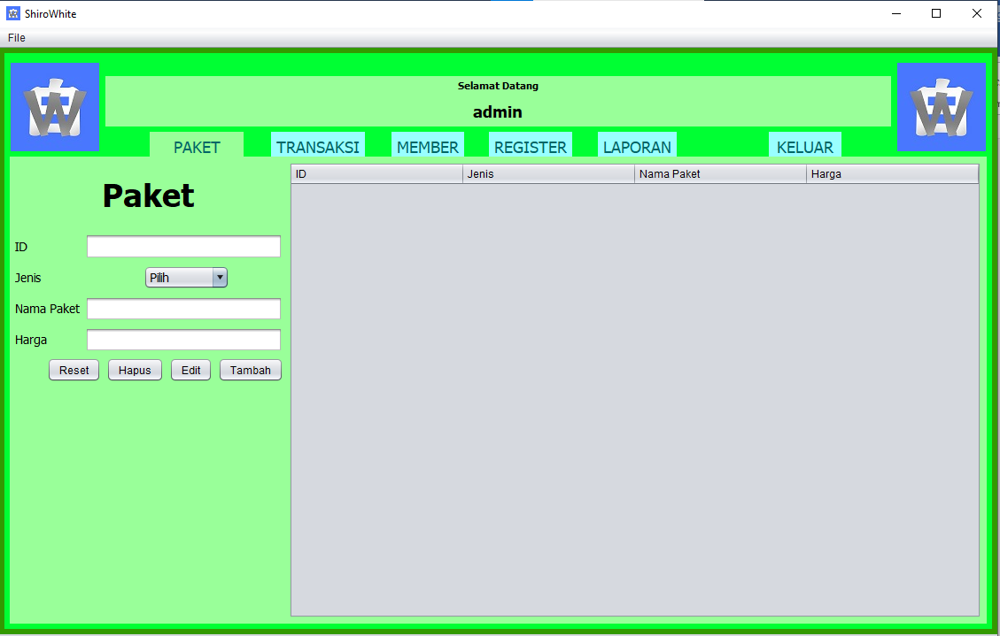 ShiroWhite
File
Selamat Datang
admin
PAKET TRANSAKSI MEMBER REGISTER LAPORAN KELUAR
Paket
ID
Jenis Pilih
Nama Paket
Harga
Reset Hapus Edit Tambah
ID Jenis Nama Paket Harga